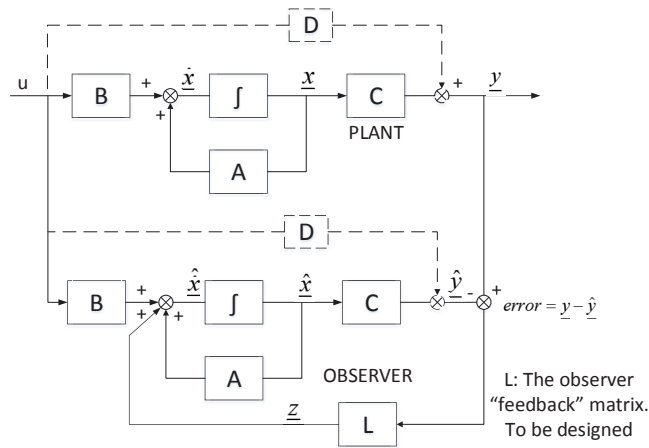 D
u
B
+
+
ẋ
∫
x
C
+
y
PLANT
A
D
B
+
+
+
x̂̇
∫
x̂
C
ŷ
-
+
error = y − ŷ
A
OBSERVER
z
L
L: The observer
“feedback” matrix.
To be designed